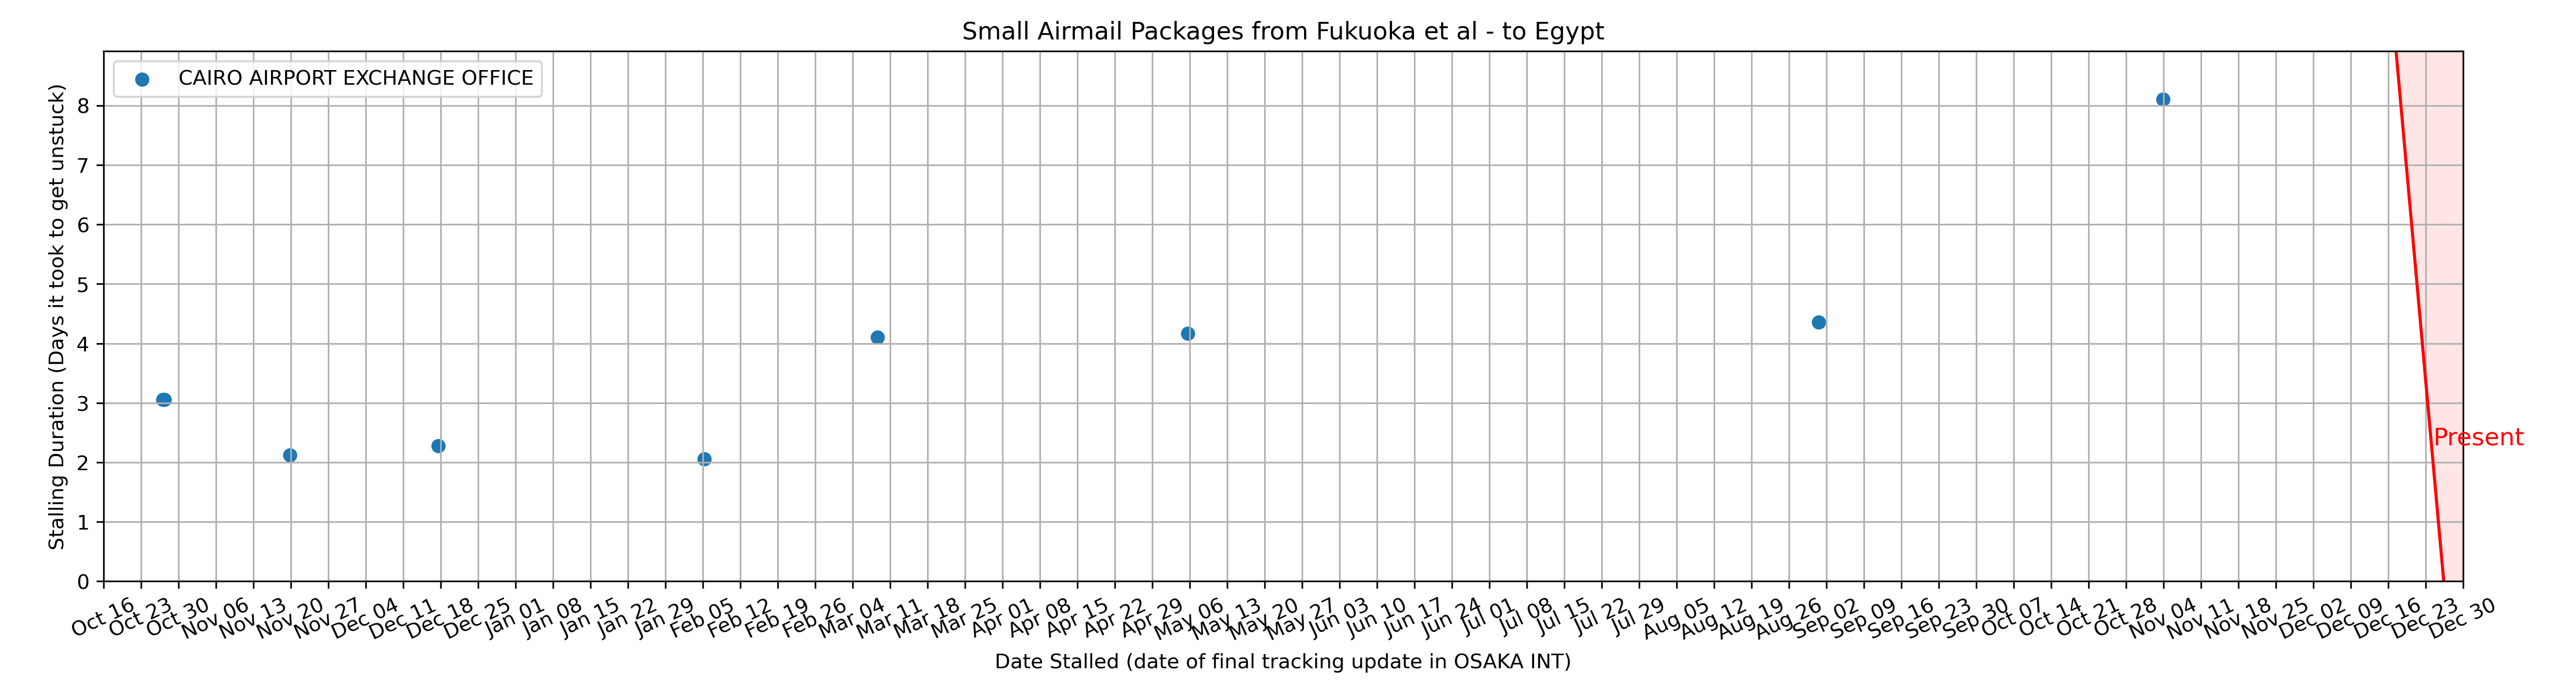 Small Airmail Packages from Fukuoka et al - to Egypt
CAIRO AIRPORT EXCHANGE OFFICE
Stalling Duration (Days it took to get unstuck)
8
7
6
5
4
3
2
1
0
Present
Oct 16
Oct 23
Oct 30
Nov 06
Nov 13
Nov 20
Nov 27
Dec 04
Dec 11
Dec 18
Dec 25
Jan 01
Jan 08
Jan 15
Jan 22
Jan 29
Feb 05
Feb 12
Feb 19
Feb 26
Mar 04
Mar 11
Mar 18
Mar 25
Apr 01
Apr 08
Apr 15
Apr 22
Apr 29
May 06
May 13
May 20
May 27
Jun 03
Jun 10
Jun 17
Jun 24
Jul 01
Jul 08
Jul 15
Jul 22
Jul 29
Aug 05
Aug 12
Aug 19
Aug 26
Sep 02
Sep 09
Sep 16
Sep 23
Sep 30
Oct 07
Oct 14
Oct 21
Oct 28
Nov 04
Nov 11
Nov 18
Nov 25
Dec 02
Dec 09
Dec 16
Dec 23
Dec 30
Date Stalled (date of final tracking update in OSAKA INT)